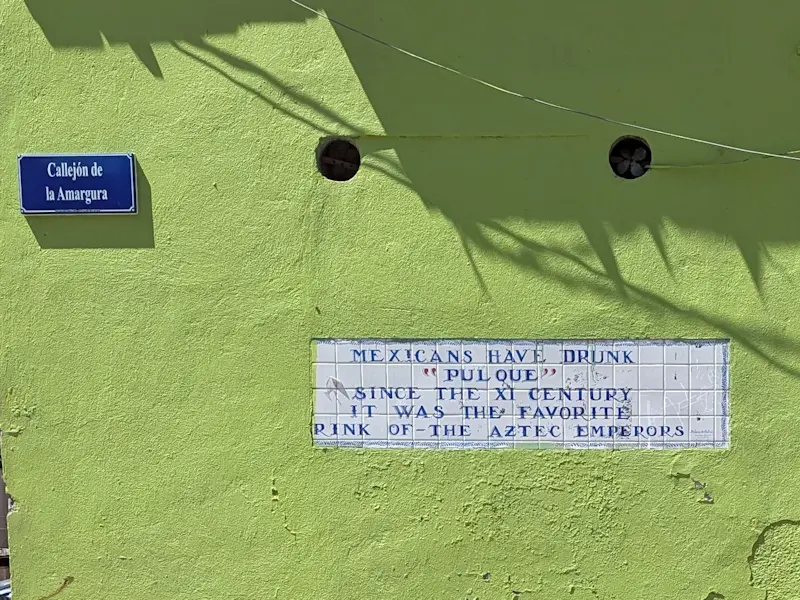 Callejón de
la Amargura
MEXICANS HAVE DRUNK
"PULQUE"
SINCE THE XI CENTURY
IT WAS THE FAVORITE
RINK OF-THE AZTEC EMPERORS